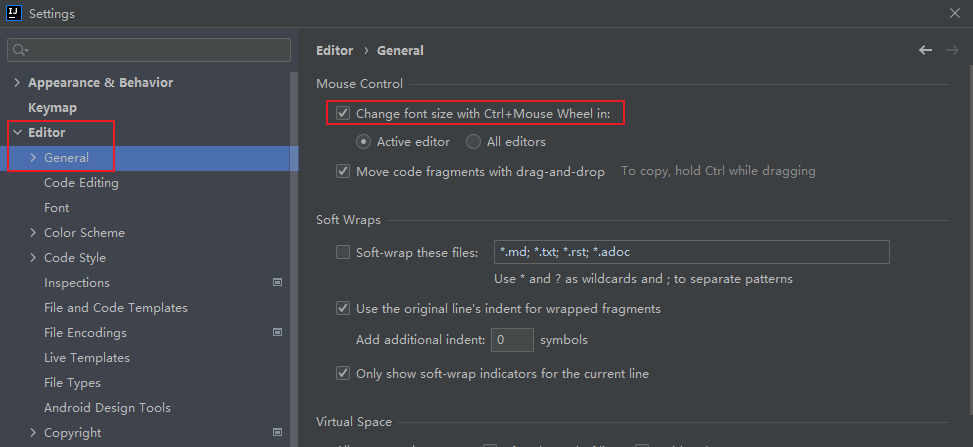 IJ
Settings
Appearance & Behavior
Keymap
Editor
General
Code Editing
Font
Color Scheme
Code Style
Inspections
File and Code Templates
File Encodings
Live Templates
File Types
Android Design Tools
Copyright
Editor › General
Mouse Control
Change font size with Ctrl+Mouse Wheel in:
Active editor All editors
Move code fragments with drag-and-drop To copy, hold Ctrl while dragging
Soft Wraps
Soft-wrap these files: *.md; *.txt; *.rst; *.adoc
Use * and ? as wildcards and ; to separate patterns
Use the original line's indent for wrapped fragments
Add additional indent: 0 symbols
Only show soft-wrap indicators for the current line
Virtual Space